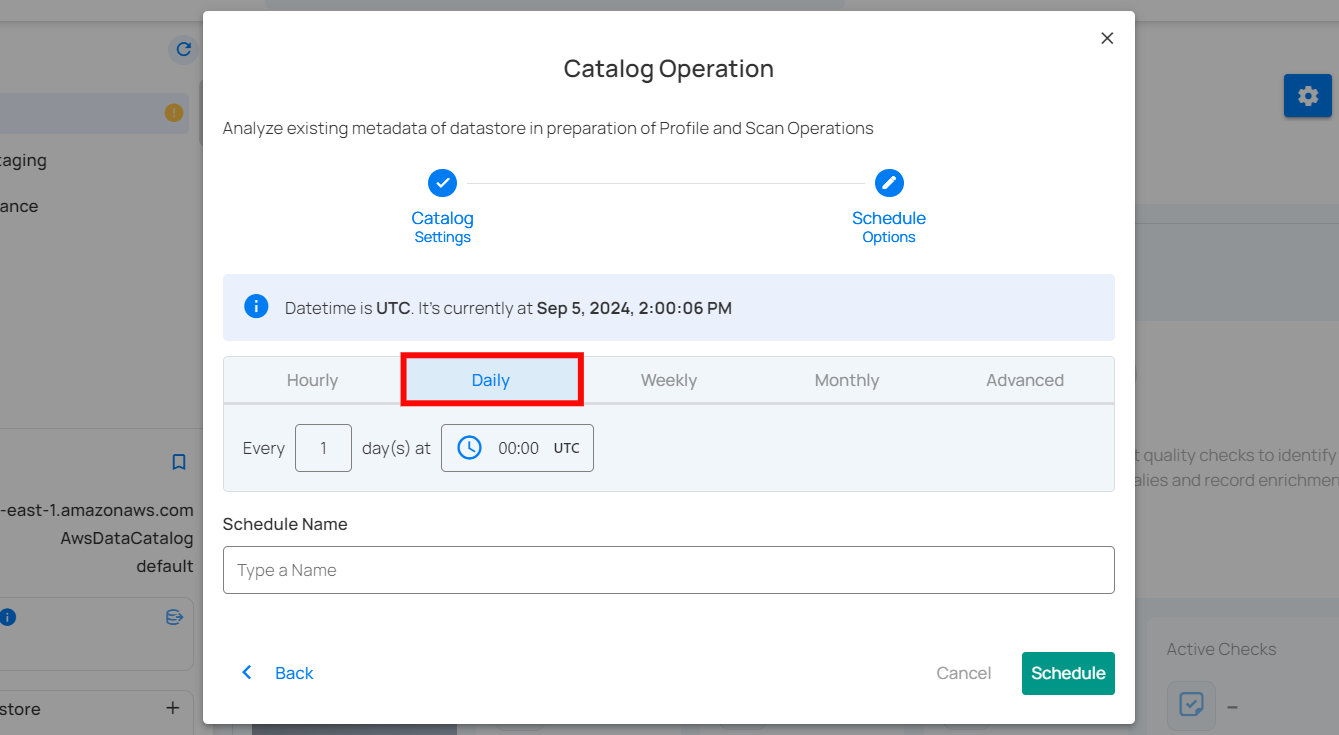 Catalog Operation
Analyze existing metadata of datastore in preparation of Profile and Scan Operations
Catalog
Settings
Schedule
Options
Datetime is UTC. It's currently at Sep 5, 2024, 2:00:06 PM
Hourly Daily Weekly Monthly Advanced
Every 1 day(s) at 00:00 UTC
Schedule Name
Type a Name
Back Cancel Schedule
taging
ance
-east-1.amazonaws.com
AwsDataCatalog
default
store
t quality checks to identify
alies and record enrichmen
Active Checks
–